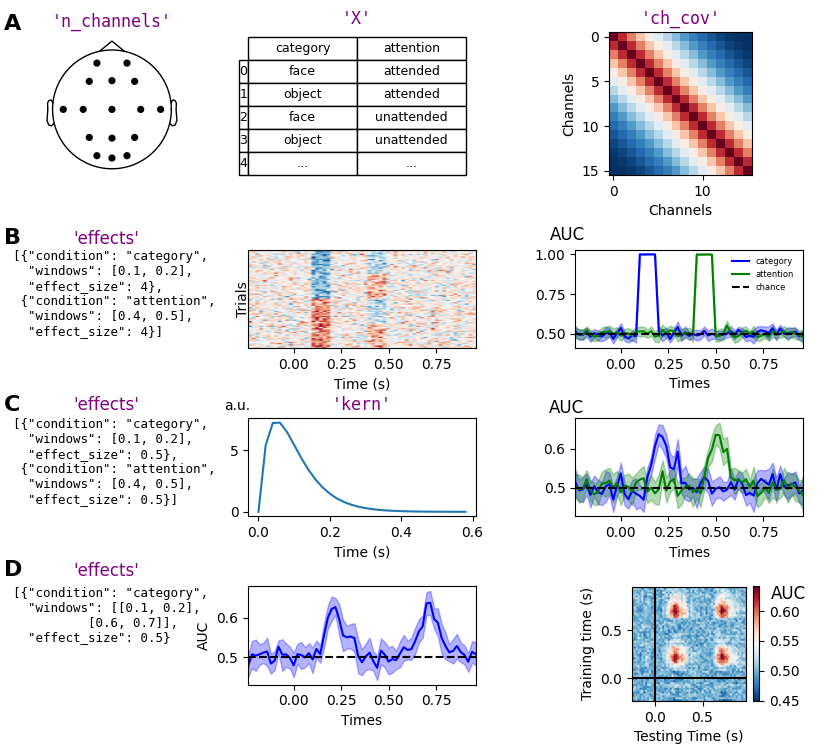 A
'n_channels'
'X'
'ch_cov'
category attention
0 face attended
1 object attended
2 face unattended
3 object unattended
4 ... ...
0
5
10
15
Channels
0 10
Channels
B
'effects'
[{"condition": "category",
"windows": [0.1, 0.2],
"effect_size": 4},
{"condition": "attention",
"windows": [0.4, 0.5],
"effect_size": 4}]
Trials
0.00 0.25 0.50 0.75
Time (s)
AUC
1.00
0.75
0.50
category
attention
chance
0.00 0.25 0.50 0.75
Times
C
'effects'
[{"condition": "category",
"windows": [0.1, 0.2],
"effect_size": 0.5},
{"condition": "attention",
"windows": [0.4, 0.5],
"effect_size": 0.5}]
a.u.
'kern'
5
0
0.0 0.2 0.4 0.6
Time (s)
AUC
0.6
0.5
0.00 0.25 0.50 0.75
Times
D
'effects'
[{"condition": "category",
"windows": [[0.1, 0.2],
[0.6, 0.7]],
"effect_size": 0.5}
AUC
0.6
0.5
0.00 0.25 0.50 0.75
Times
Training time (s)
0.5
0.0
0.0 0.5
Testing Time (s)
AUC
0.60
0.55
0.50
0.45